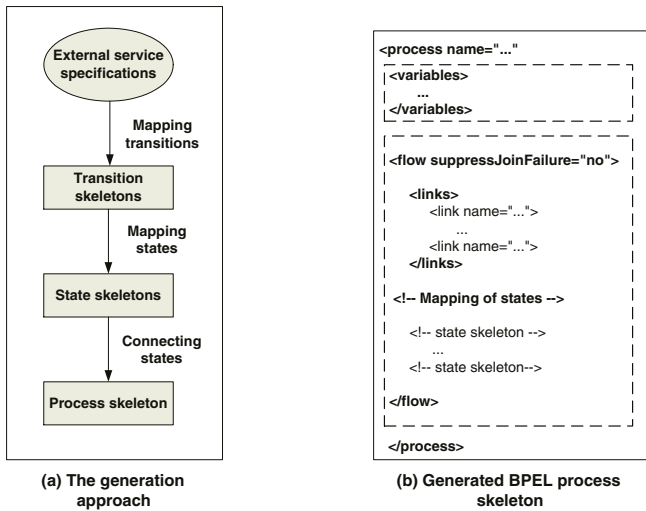 External service
specifications
Mapping
transitions
Transition
skeletons
Mapping
states
State skeletons
Connecting
states
Process skeleton
(a) The generation
approach
<process name="..."
<variables>
...
</variables>
<flow suppressJoinFailure="no">
<links>
<link name="...">
...
<link name="...">
</links>
<!-- Mapping of states -->
<!-- state skeleton -->
...
<!-- state skeleton-->
</flow>
</process>
(b) Generated BPEL process
skeleton